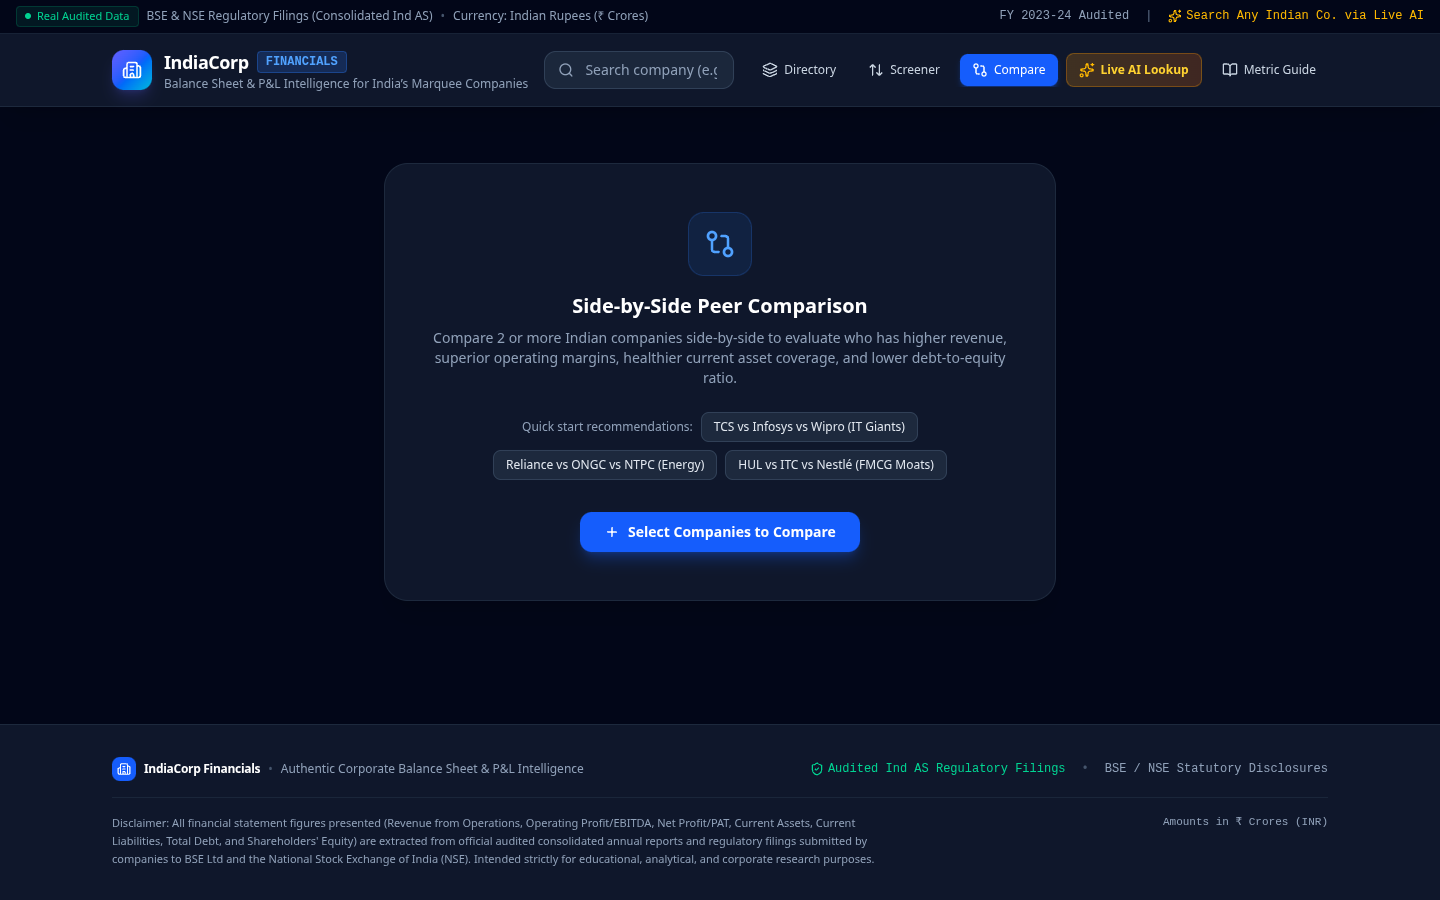 Real Audited Data BSE & NSE Regulatory Filings (Consolidated Ind AS) • Currency: Indian Rupees (₹ Crores) FY 2023-24 Audited | Search Any Indian Co. via Live AI
IndiaCorp FINANCIALS
Balance Sheet & P&L Intelligence for India's Marquee Companies
Search company (e.g
Directory Screener Compare Live AI Lookup Metric Guide
Side-by-Side Peer Comparison
Compare 2 or more Indian companies side-by-side to evaluate who has higher revenue,
superior operating margins, healthier current asset coverage, and lower debt-to-equity
ratio.
Quick start recommendations: TCS vs Infosys vs Wipro (IT Giants)
Reliance vs ONGC vs NTPC (Energy) HUL vs ITC vs Nestlé (FMCG Moats)
Select Companies to Compare
IndiaCorp Financials • Authentic Corporate Balance Sheet & P&L Intelligence Audited Ind AS Regulatory Filings • BSE / NSE Statutory Disclosures
Disclaimer: All financial statement figures presented (Revenue from Operations, Operating Profit/EBITDA, Net Profit/PAT, Current Assets, Current
Liabilities, Total Debt, and Shareholders' Equity) are extracted from official audited consolidated annual reports and regulatory filings submitted by
companies to BSE Ltd and the National Stock Exchange of India (NSE). Intended strictly for educational, analytical, and corporate research purposes.
Amounts in ₹ Crores (INR)